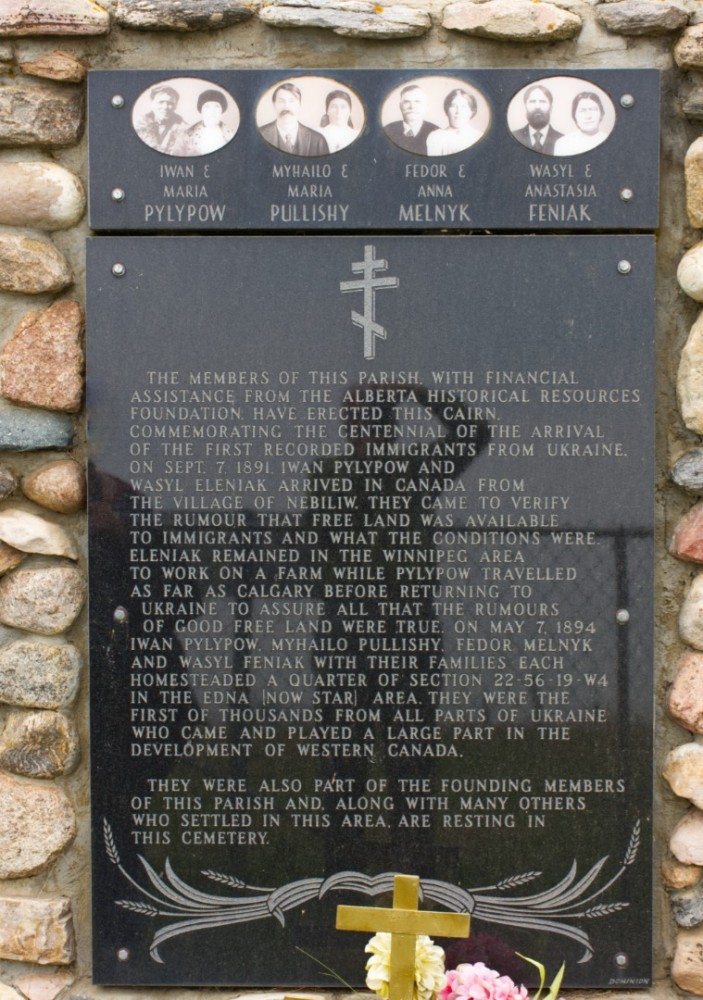 IWAN &
MARIA
PYLYPOW
MYHAILO &
MARIA
PULLISHY
FEDOR &
ANNA
MELNYK
WASYL &
ANASTASIA
FENIAK
THE MEMBERS OF THIS PARISH, WITH FINANCIAL
ASSISTANCE FROM THE ALBERTA HISTORICAL RESOURCES
FOUNDATION, HAVE ERECTED THIS CAIRN,
COMMEMORATING THE CENTENNIAL OF THE ARRIVAL
OF THE FIRST RECORDED IMMIGRANTS FROM UKRAINE.
ON SEPT. 7, 1891, IWAN PYLYPOW AND
WASYL ELENIAK ARRIVED IN CANADA FROM
THE VILLAGE OF NEBILIW. THEY CAME TO VERIFY
THE RUMOUR THAT FREE LAND WAS AVAILABLE
TO IMMIGRANTS AND WHAT THE CONDITIONS WERE.
ELENIAK REMAINED IN THE WINNIPEG AREA
TO WORK ON A FARM WHILE PYLYPOW TRAVELLED
AS FAR AS CALGARY BEFORE RETURNING TO
UKRAINE TO ASSURE ALL THAT THE RUMOURS
OF GOOD FREE LAND WERE TRUE. ON MAY 7, 1894
IWAN PYLYPOW, MYHAILO PULLISHY, FEDOR MELNYK
AND WASYL FENIAK WITH THEIR FAMILIES EACH
HOMESTEADED A QUARTER OF SECTION 22-56-19-W4
IN THE EDNA (NOW STAR) AREA. THEY WERE THE
FIRST OF THOUSANDS FROM ALL PARTS OF UKRAINE
WHO CAME AND PLAYED A LARGE PART IN THE
DEVELOPMENT OF WESTERN CANADA.
THEY WERE ALSO PART OF THE FOUNDING MEMBERS
OF THIS PARISH AND, ALONG WITH MANY OTHERS
WHO SETTLED IN THIS AREA, ARE RESTING IN
THIS CEMETERY.
DOMINION